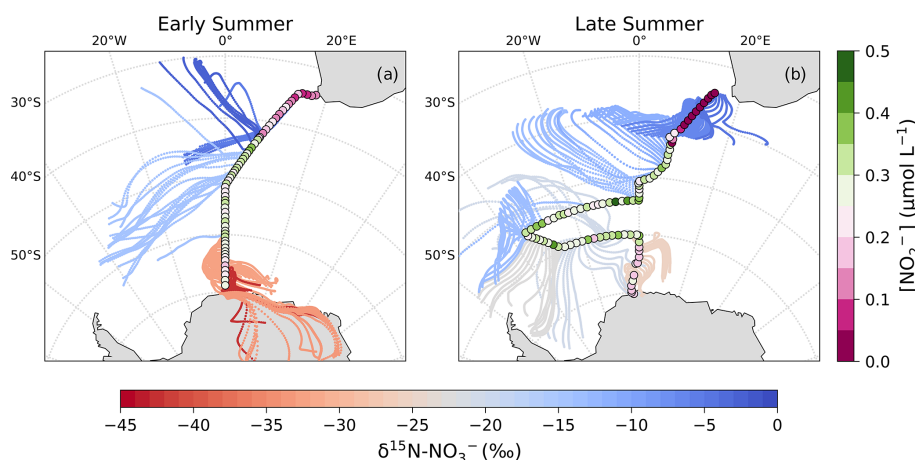 Early Summer
Late Summer
20°W 0° 20°E
20°W 0° 20°E
(a)
(b)
30°S
40°S
50°S
30°S
40°S
50°S
0.5
0.4
0.3
0.2
0.1
0.0
[NO₂⁻] (μmol L⁻¹)
−45 −40 −35 −30 −25 −20 −15 −10 −5 0
δ¹⁵N-NO₃⁻ (‰)